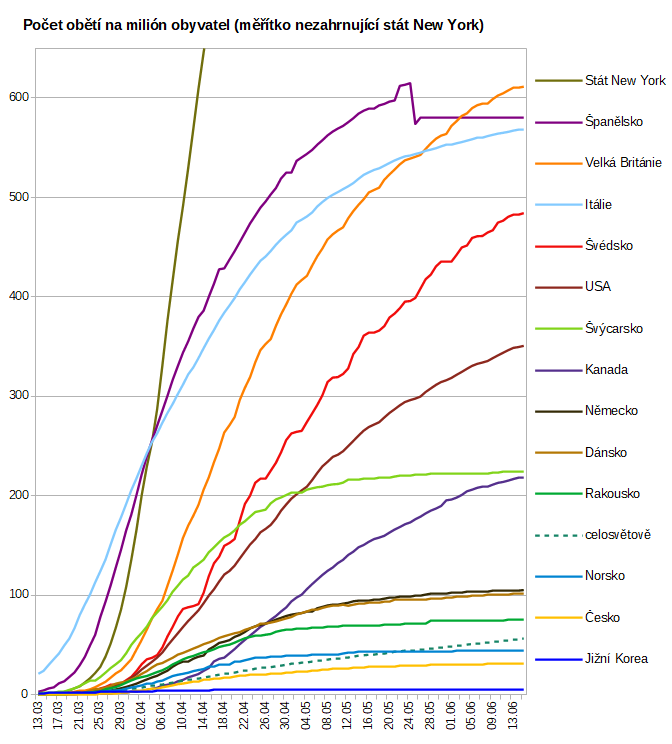 Počet obětí na milión obyvatel (měřítko nezahrnující stát New York)
600
500
400
300
200
100
0
Stát New York
Španělsko
Velká Británie
Itálie
Švédsko
USA
Švýcarsko
Kanada
Německo
Dánsko
Rakousko
celosvětově
Norsko
Česko
Jižní Korea
13.03
17.03
21.03
25.03
29.03
02.04
06.04
10.04
14.04
18.04
22.04
26.04
30.04
04.05
08.05
12.05
16.05
20.05
24.05
28.05
01.06
05.06
09.06
13.06